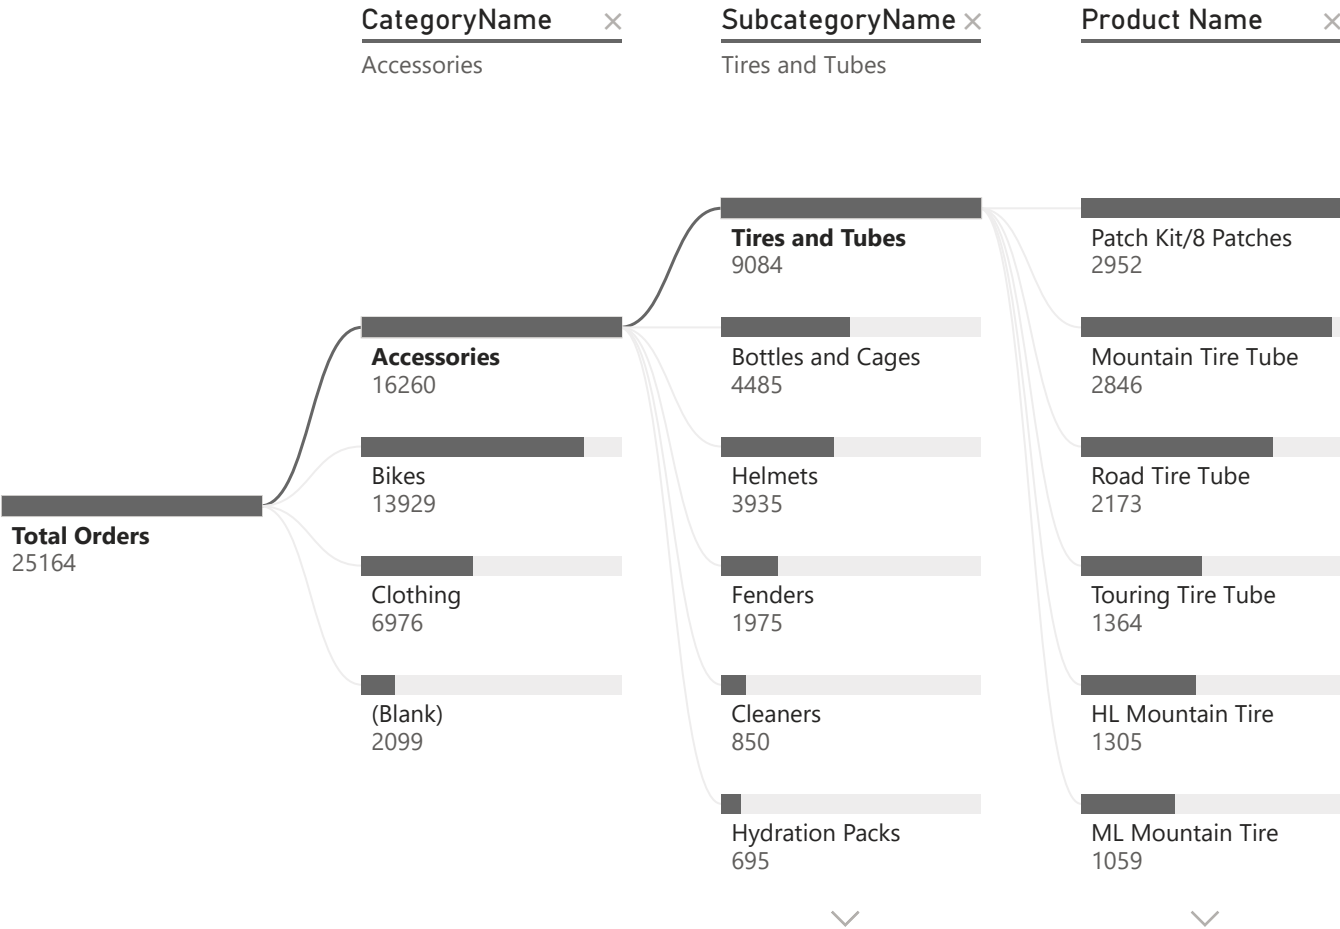 CategoryName
Accessories
SubcategoryName
Tires and Tubes
Product Name
Total Orders
25164
Accessories
16260
Bikes
13929
Clothing
6976
(Blank)
2099
Tires and Tubes
9084
Bottles and Cages
4485
Helmets
3935
Fenders
1975
Cleaners
850
Hydration Packs
695
Patch Kit/8 Patches
2952
Mountain Tire Tube
2846
Road Tire Tube
2173
Touring Tire Tube
1364
HL Mountain Tire
1305
ML Mountain Tire
1059